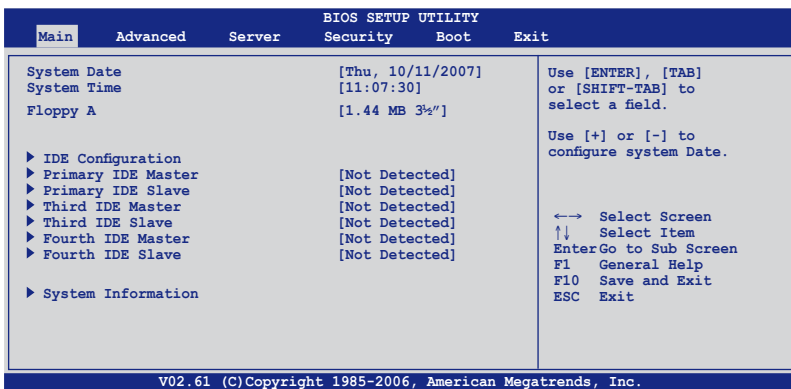 BIOS SETUP UTILITY
Main Advanced Server Security Boot Exit
System Date [Thu, 10/11/2007]
System Time [11:07:30]
Floppy A [1.44 MB 3½"]
IDE Configuration
Primary IDE Master [Not Detected]
Primary IDE Slave [Not Detected]
Third IDE Master [Not Detected]
Third IDE Slave [Not Detected]
Fourth IDE Master [Not Detected]
Fourth IDE Slave [Not Detected]
System Information
Use [ENTER], [TAB]
or [SHIFT-TAB] to
select a field.
Use [+] or [-] to
configure system Date.
←→ Select Screen
↑↓ Select Item
Enter Go to Sub Screen
F1 General Help
F10 Save and Exit
ESC Exit
V02.61 (C)Copyright 1985-2006, American Megatrends, Inc.